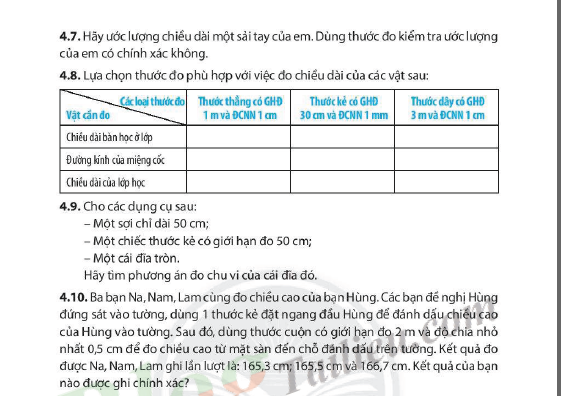 4.7. Hãy ước lượng chiều dài một sải tay của em. Dùng thước đo kiểm tra ước lượng
của em có chính xác không.
4.8. Lựa chọn thước đo phù hợp với việc đo chiều dài của các vật sau:
Các loại thước đo
Vật cần đo
Thước thẳng có GHĐ
1 m và ĐCNN 1 cm
Thước kẻ có GHĐ
30 cm và ĐCNN 1 mm
Thước dây có GHĐ
3 m và ĐCNN 1 cm
Chiều dài bàn học ở lớp
Đường kính của miệng cốc
Chiều dài của lớp học
4.9. Cho các dụng cụ sau:
– Một sợi chỉ dài 50 cm;
– Một chiếc thước kẻ có giới hạn đo 50 cm;
– Một cái đĩa tròn.
Hãy tìm phương án đo chu vi của cái đĩa đó.
4.10. Ba bạn Na, Nam, Lam cùng đo chiều cao của bạn Hùng. Các bạn đề nghị Hùng
đứng sát vào tường, dùng 1 thước kẻ đặt ngang đầu Hùng để đánh dấu chiều cao
của Hùng vào tường. Sau đó, dùng thước cuộn có giới hạn đo 2 m và độ chia nhỏ
nhất 0,5 cm để đo chiều cao từ mặt sàn đến chỗ đánh dấu trên tường. Kết quả đo
được Na, Nam, Lam ghi lần lượt là: 165,3 cm; 165,5 cm và 166,7 cm. Kết quả của bạn
nào được ghi chính xác?
Tailieu.com